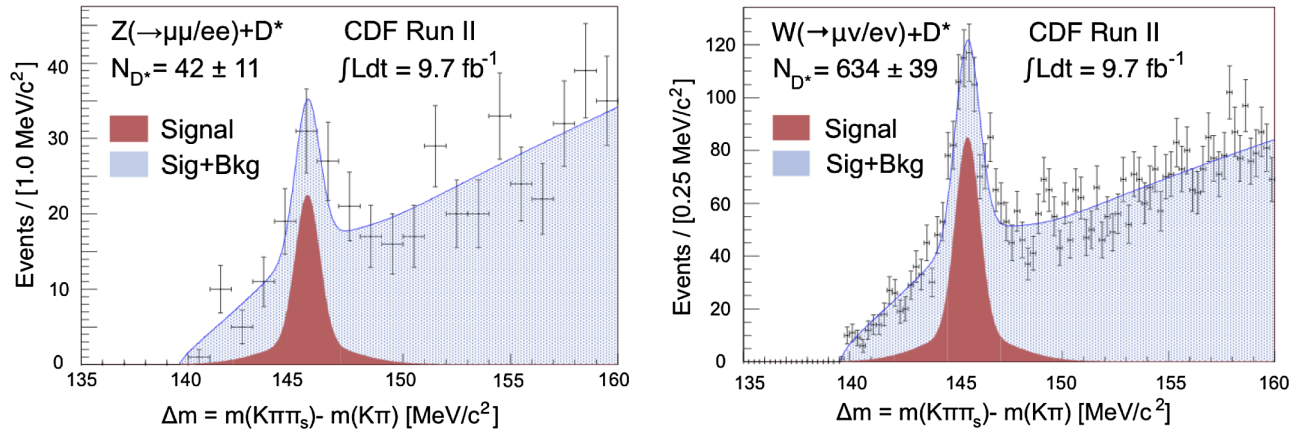 Z(→μμ/ee)+D*
CDF Run II
N_D* = 42 ± 11
∫Ldt = 9.7 fb⁻¹
Signal
Sig+Bkg
Events / [1.0 MeV/c²]
40
30
20
10
0
135
140
145
150
155
160
Δm = m(Kππₛ)- m(Kπ) [MeV/c²]
W(→μν/eν)+D*
CDF Run II
N_D* = 634 ± 39
∫Ldt = 9.7 fb⁻¹
Signal
Sig+Bkg
Events / [0.25 MeV/c²]
120
100
80
60
40
20
0
135
140
145
150
155
160
Δm = m(Kππₛ)- m(Kπ) [MeV/c²]